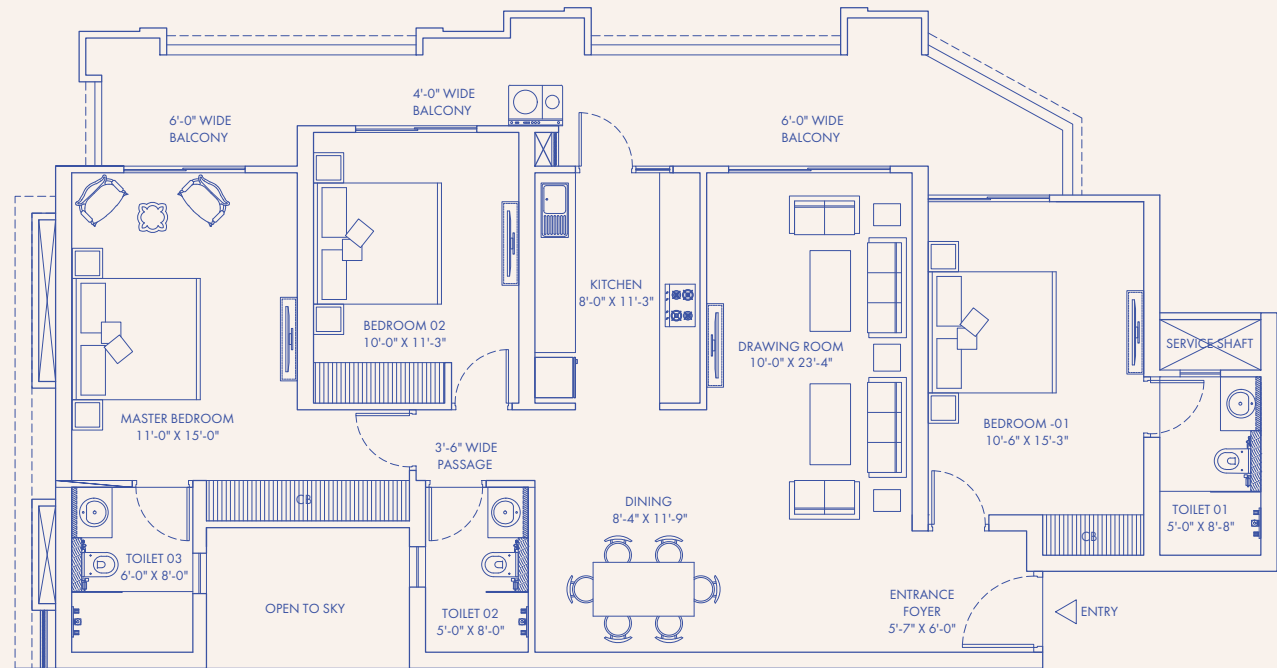 4'-0" WIDE
BALCONY
6'-0" WIDE
BALCONY
6'-0" WIDE
BALCONY
KITCHEN
8'-0" X 11'-3"
BEDROOM 02
10'-0" X 11'-3"
DRAWING ROOM
10'-0" X 23'-4"
SERVICE SHAFT
MASTER BEDROOM
11'-0" X 15'-0"
BEDROOM -01
10'-6" X 15'-3"
3'-6" WIDE
PASSAGE
CB
DINING
8'-4" X 11'-9"
TOILET 01
5'-0" X 8'-8"
CB
TOILET 03
6'-0" X 8'-0"
OPEN TO SKY
TOILET 02
5'-0" X 8'-0"
ENTRANCE
FOYER
5'-7" X 6'-0"
ENTRY